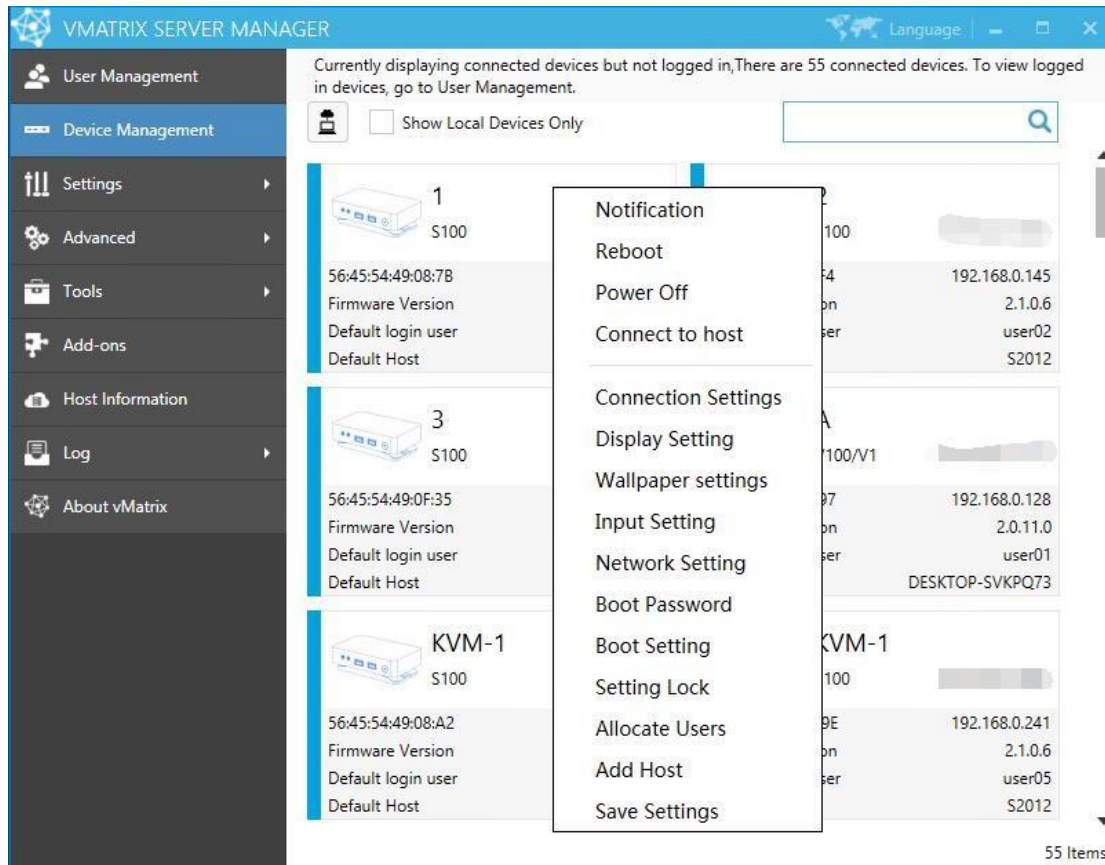 VMATRIX SERVER MANAGER
Language
User Management
Device Management
Settings
Advanced
Tools
Add-ons
Host Information
Log
About vMatrix
Currently displaying connected devices but not logged in,There are 55 connected devices. To view logged
in devices, go to User Management.
Show Local Devices Only
1
S100
56:45:54:49:08:7B
Firmware Version
Default login user
Default Host
100
F4
192.168.0.145
on
2.1.0.6
ser
user02
S2012
3
S100
56:45:54:49:0F:35
Firmware Version
Default login user
Default Host
A
100/V1
97
192.168.0.128
on
2.0.11.0
ser
user01
DESKTOP-SVKPQ73
KVM-1
S100
56:45:54:49:08:A2
Firmware Version
Default login user
Default Host
KVM-1
100
9E
192.168.0.241
on
2.1.0.6
ser
user05
S2012
Notification
Reboot
Power Off
Connect to host
Connection Settings
Display Setting
Wallpaper settings
Input Setting
Network Setting
Boot Password
Boot Setting
Setting Lock
Allocate Users
Add Host
Save Settings
55 Items